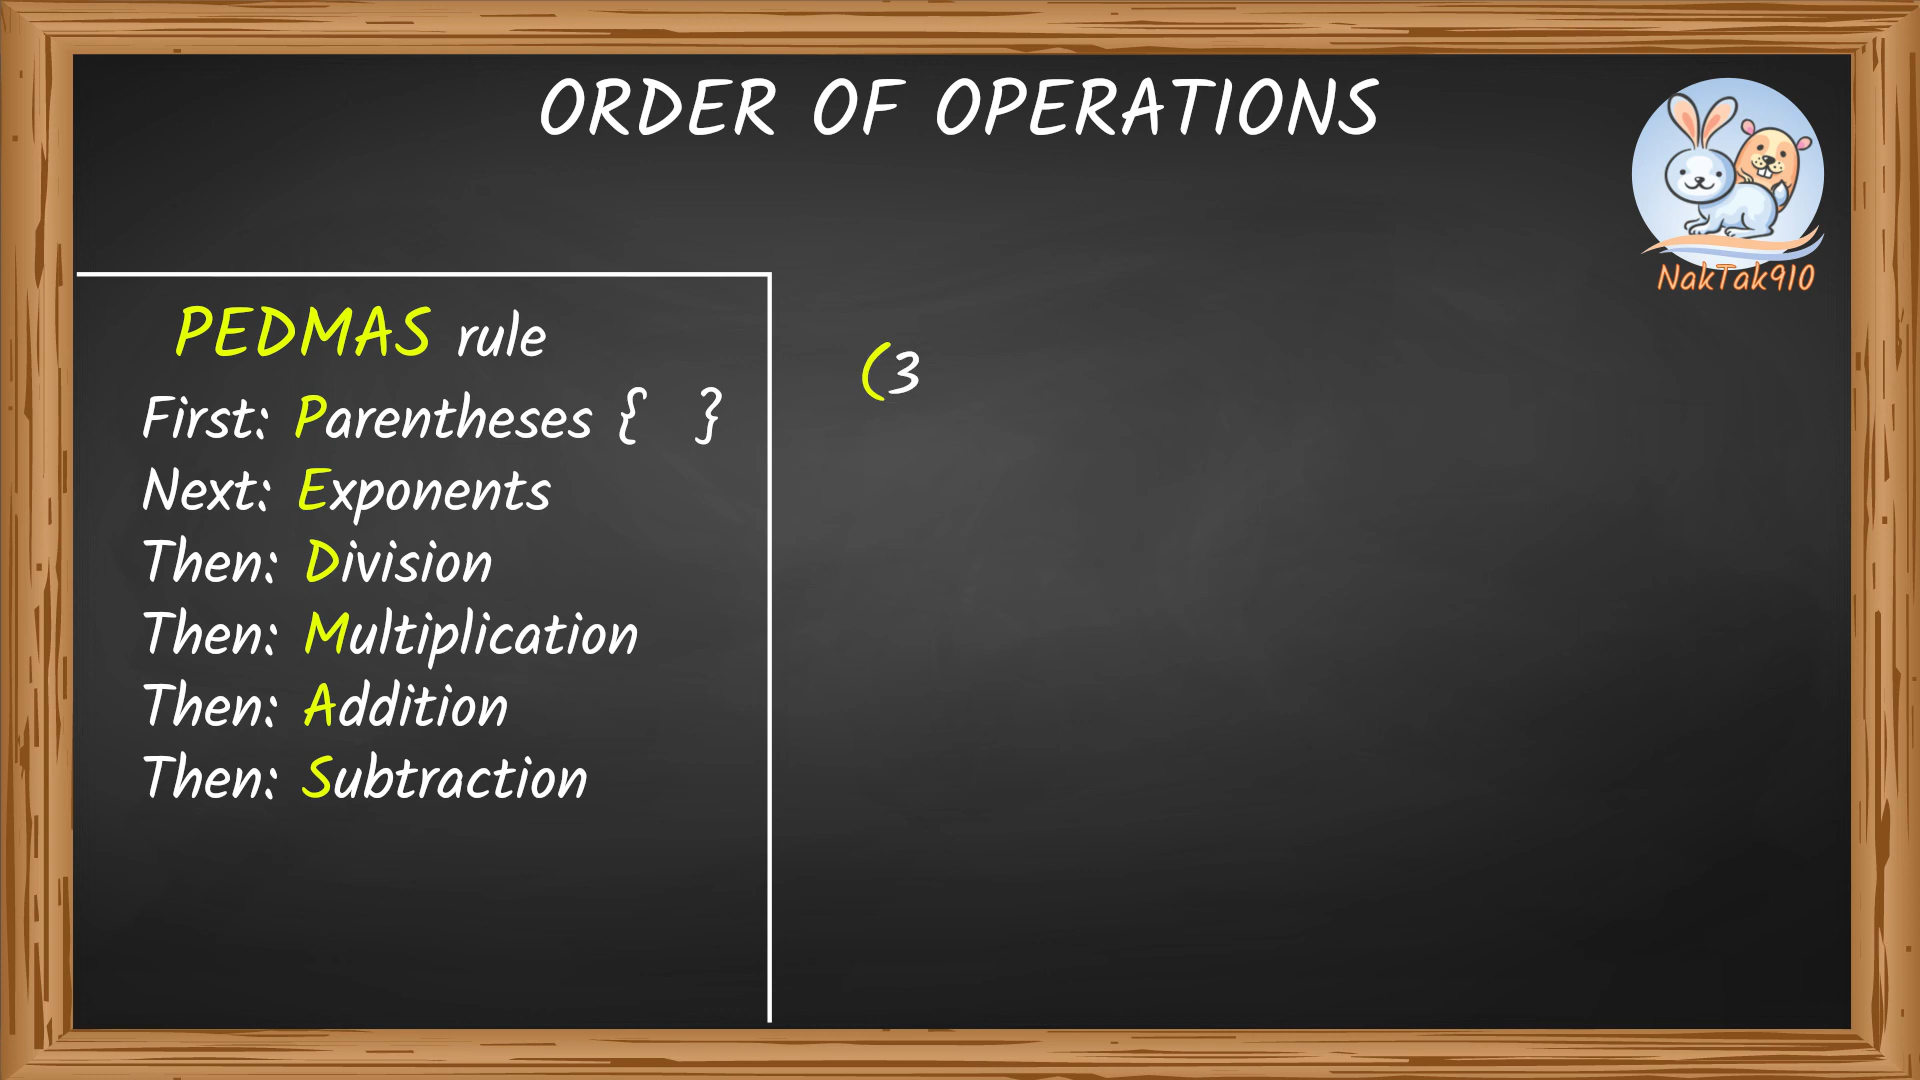 ORDER OF OPERATIONS
NakTak910
PEDMAS rule
First: Parentheses { }
Next: Exponents
Then: Division
Then: Multiplication
Then: Addition
Then: Subtraction
(3